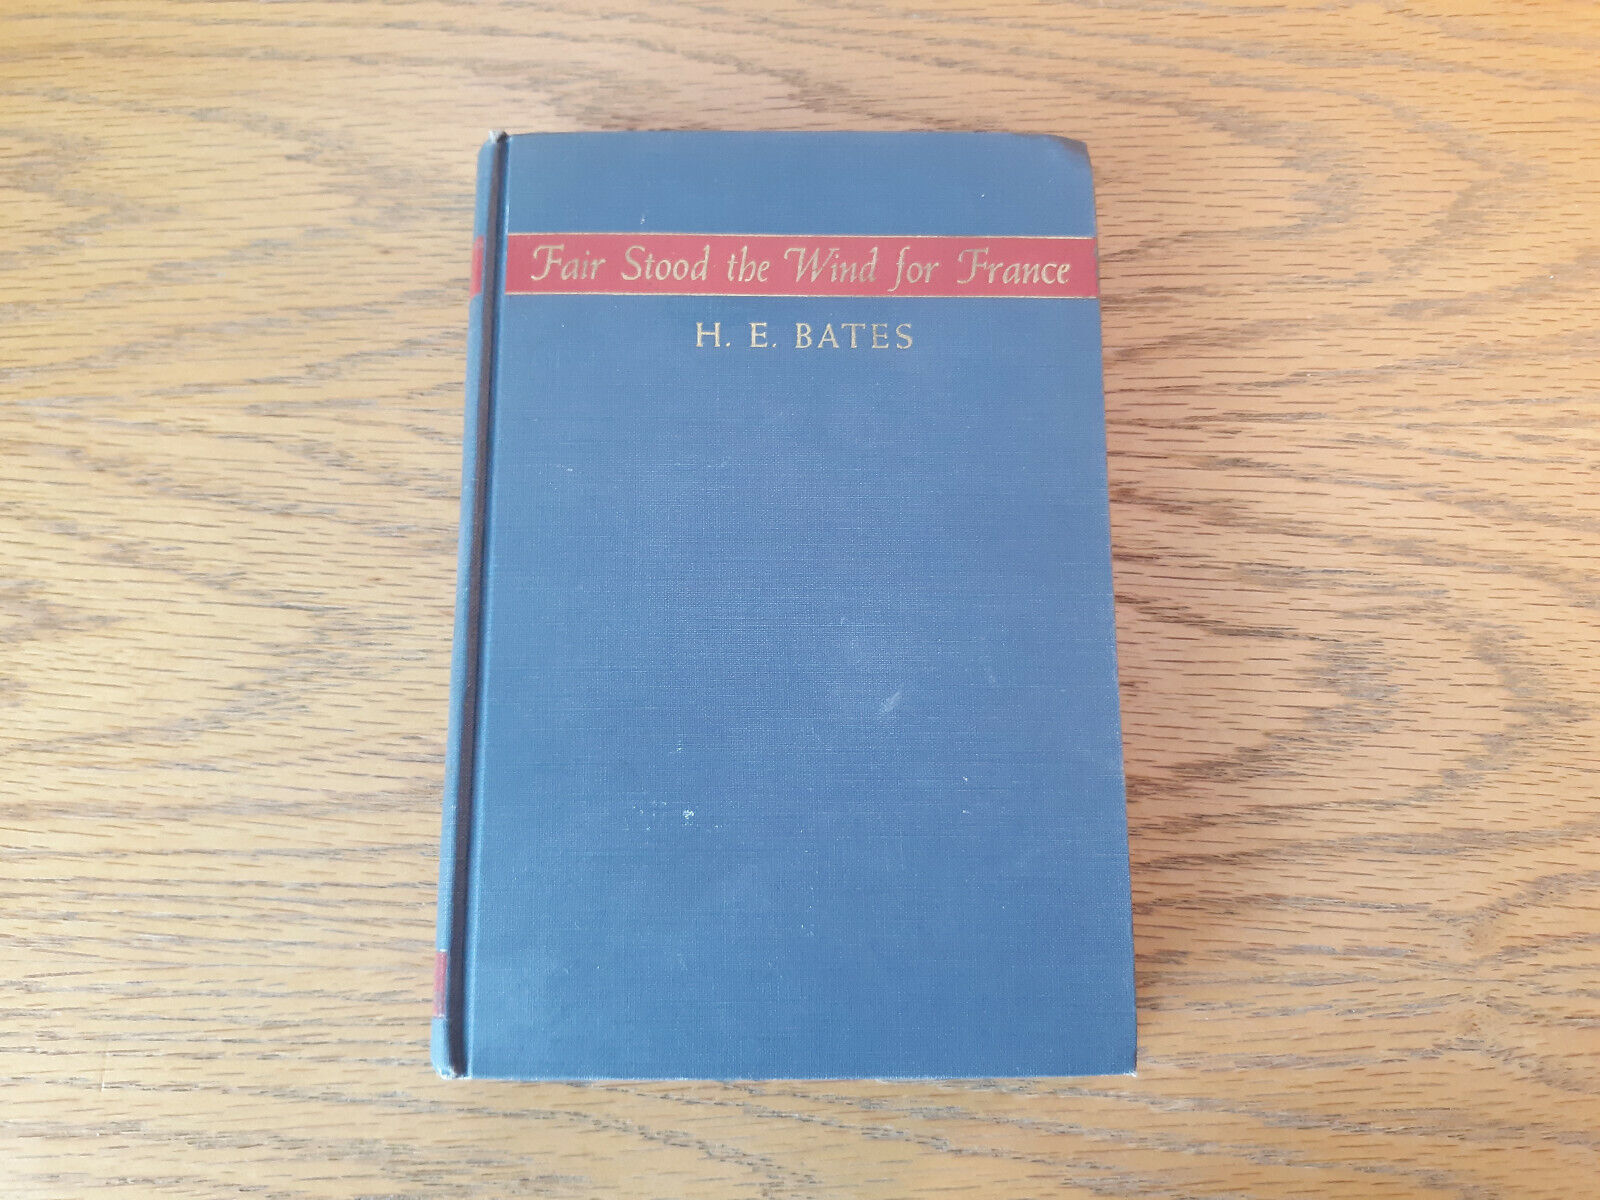 Fair Stood the Wind for France
H. E. BATES